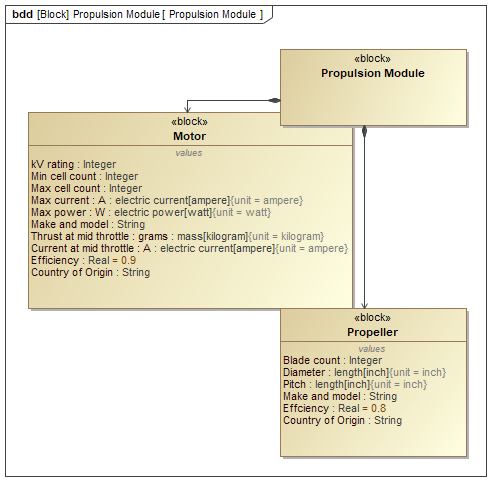 bdd [Block] Propulsion Module [ Propulsion Module ]
«block»
Propulsion Module
«block»
Motor
values
kV rating : Integer
Min cell count : Integer
Max cell count : Integer
Max current : A : electric current[ampere]{unit = ampere}
Max power : W : electric power[watt]{unit = watt}
Make and model : String
Thrust at mid throttle : grams : mass[kilogram]{unit = kilogram}
Current at mid throttle : A : electric current[ampere]{unit = ampere}
Efficiency : Real = 0.9
Country of Origin : String
«block»
Propeller
values
Blade count : Integer
Diameter : length[inch]{unit = inch}
Pitch : length[inch]{unit = inch}
Make and model : String
Effciency : Real = 0.8
Country of Origin : String